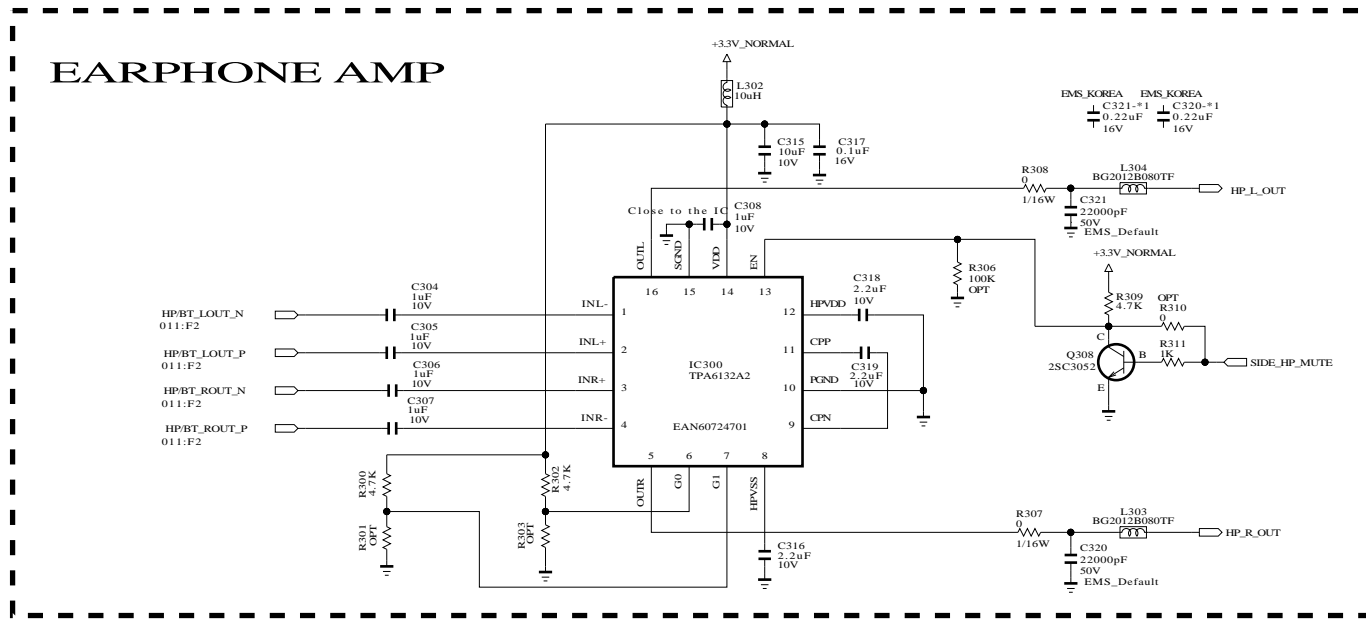 EARPHONE AMP
+3.3V_NORMAL
L302
10uH
EMS_KOREA
C321-*1
0.22uF
16V
EMS_KOREA
C320-*1
0.22uF
16V
C315
10uF
10V
C317
0.1uF
16V
R308
0
1/16W
L304
BG2012B080TF
HP_L_OUT
C321
22000pF
50V
EMS_Default
Close to the IC
C308
1uF
10V
OUTL
SGND
VDD
EN
16
15
14
13
R306
100K
OPT
+3.3V_NORMAL
R309
4.7K
OPT
R310
0
R311
1K
C
B
E
Q308
2SC3052
SIDE_HP_MUTE
HP/BT_LOUT_N
011:F2
C304
1uF
10V
INL-
1
HP/BT_LOUT_P
011:F2
C305
1uF
10V
INL+
2
HP/BT_ROUT_N
011:F2
C306
1uF
10V
INR+
3
HP/BT_ROUT_P
011:F2
C307
1uF
10V
INR-
4
IC300
TPA6132A2
EAN60724701
12
HPVDD
C318
2.2uF
10V
11
CPP
C319
2.2uF
10V
10
PGND
9
CPN
5
6
7
8
OUTR
G0
G1
HPVSS
R300
4.7K
R302
4.7K
R301
OPT
R303
OPT
C316
2.2uF
10V
R307
0
1/16W
L303
BG2012B080TF
HP_R_OUT
C320
22000pF
50V
EMS_Default